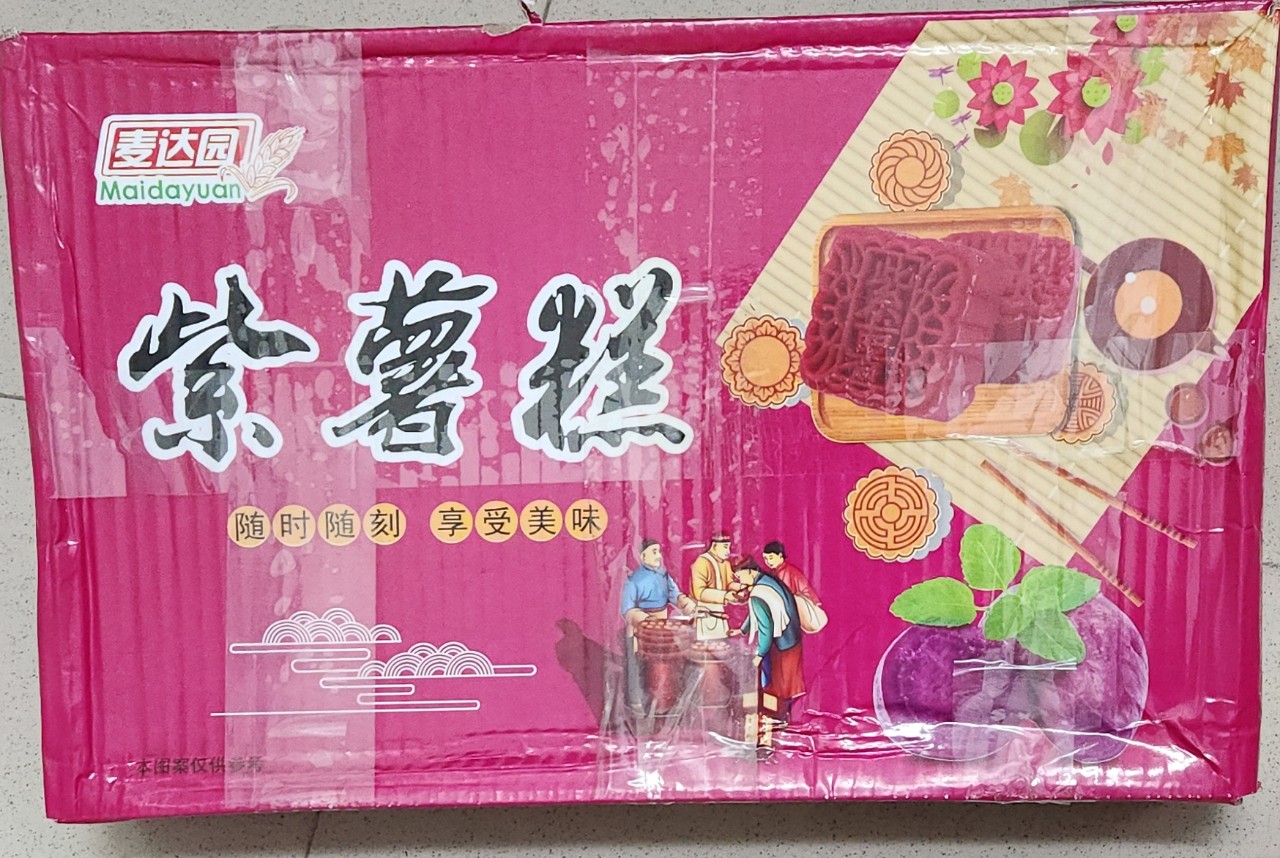 麦达园
Maidayuan
紫薯糕
随时随刻 享受美味
本图案仅供参考